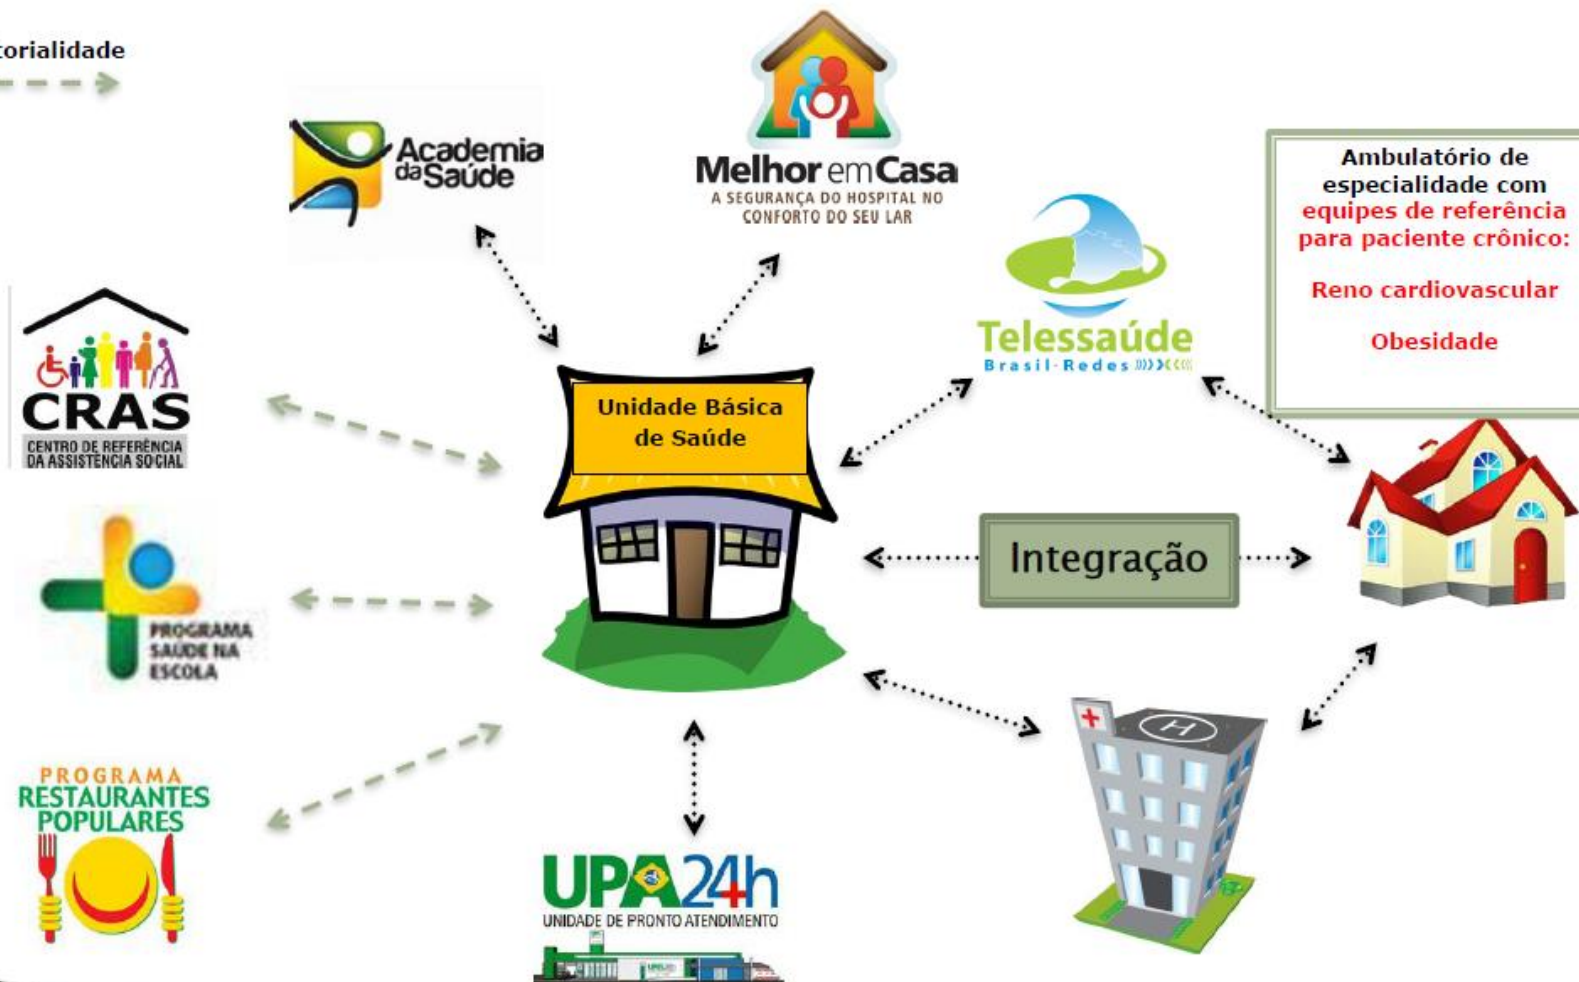 torialidade
Academia
da Saúde
Melhor em Casa
A SEGURANÇA DO HOSPITAL NO
CONFORTO DO SEU LAR
Ambulatório de
especialidade com
equipes de referência
para paciente crônico:
Reno cardiovascular
Obesidade
Telessaúde
Brasil-Redes
CRAS
CENTRO DE REFERÊNCIA
DA ASSISTÊNCIA SOCIAL
Unidade Básica
de Saúde
Integração
PROGRAMA
SAÚDE NA
ESCOLA
H
PROGRAMA
RESTAURANTES
POPULARES
UPA 24h
UNIDADE DE PRONTO ATENDIMENTO